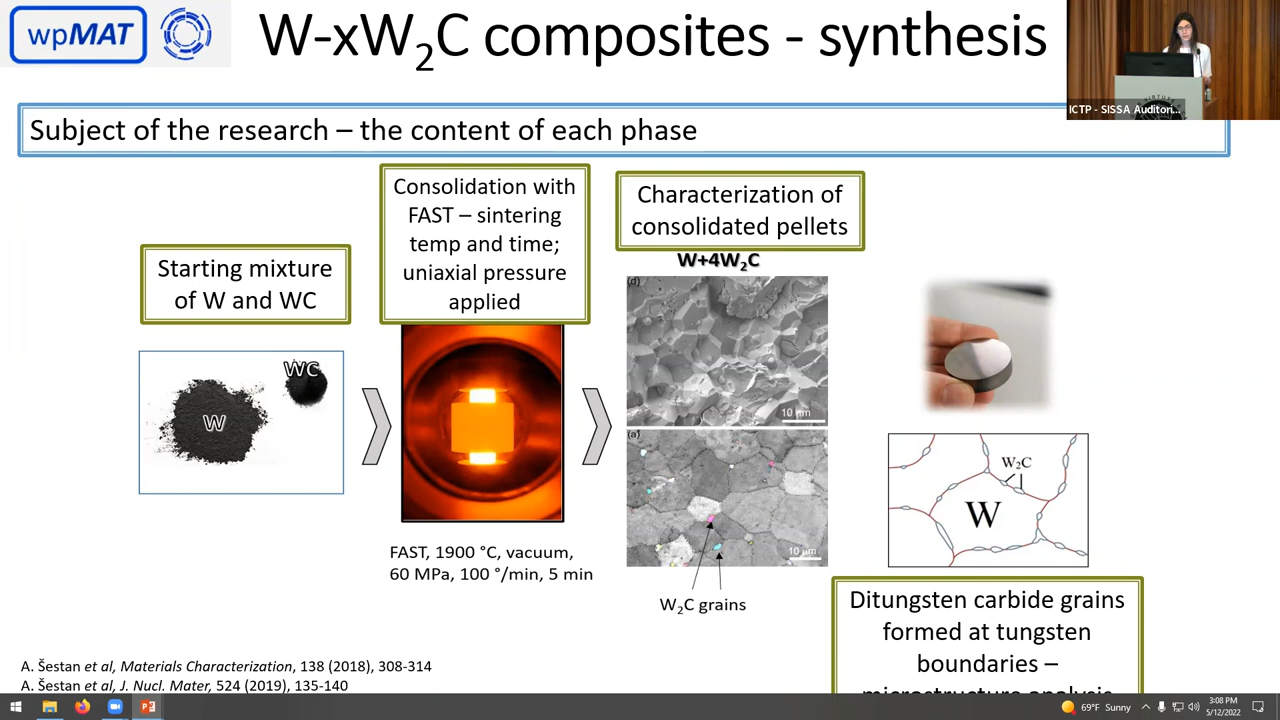 wpMAT
W-xW₂C composites - synthesis
ICTP - SISSA Auditori...
Subject of the research – the content of each phase
Starting mixture
of W and WC
Consolidation with
FAST – sintering
temp and time;
uniaxial pressure
applied
Characterization of
consolidated pellets
W+4W₂C
WC
W
(d)
10 µm
(a)
10 µm
W₂C
W
FAST, 1900 °C, vacuum,
60 MPa, 100 °/min, 5 min
W₂C grains
Ditungsten carbide grains
formed at tungsten
boundaries –
microstructure analysis
A. Šestan et al, Materials Characterization, 138 (2018), 308-314
A. Šestan et al, J. Nucl. Mater, 524 (2019), 135-140
69°F Sunny
3:08 PM
5/12/2022